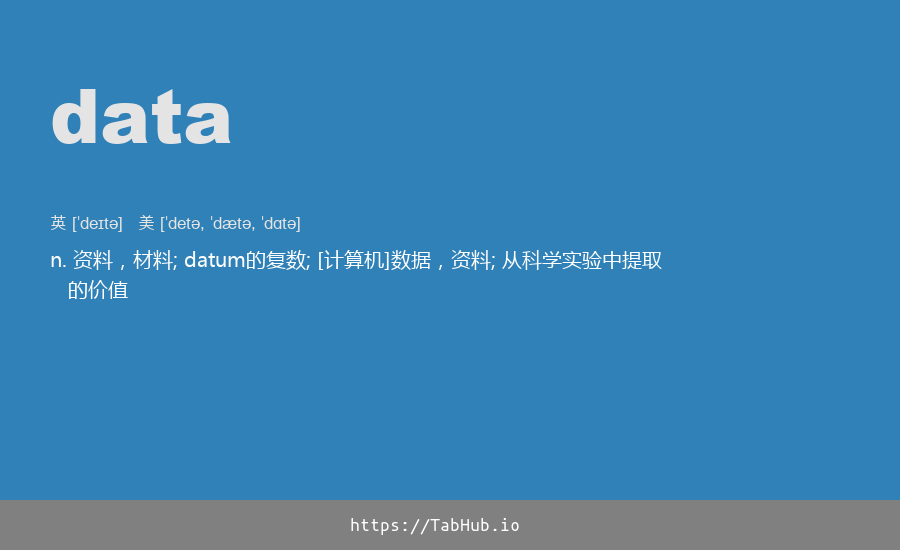 data
英 [ˈdeɪtə] 美 [ˈdetə, ˈdætə, ˈdɑtə]
n. 资料，材料; datum的复数; [计算机]数据，资料; 从科学实验中提取
的价值
https://TabHub.io